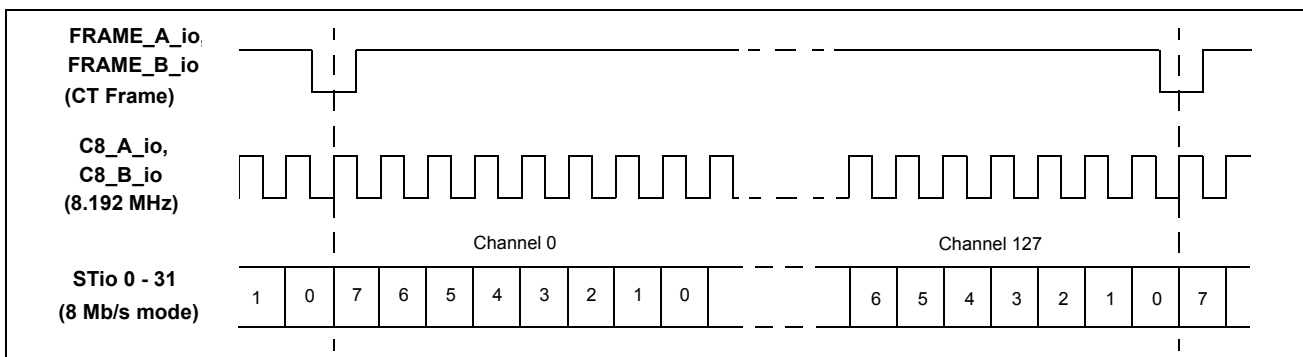 FRAME_A_io,
FRAME_B_io
(CT Frame)
C8_A_io,
C8_B_io
(8.192 MHz)
Channel 0 Channel 127
STio 0 - 31
(8 Mb/s mode)
1 0 7 6 5 4 3 2 1 0 6 5 4 3 2 1 0 7